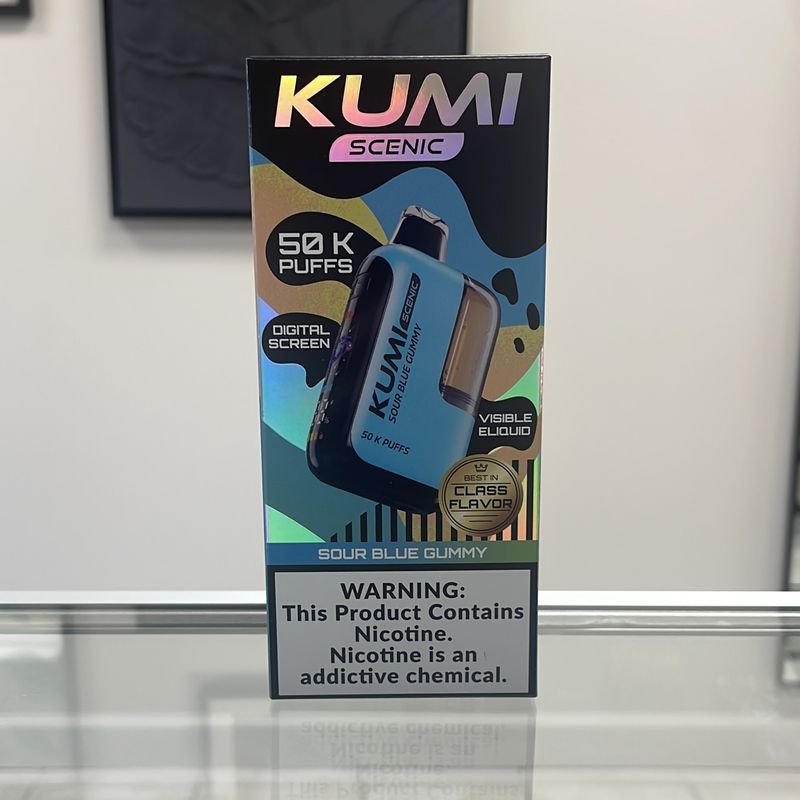 KUMI
SCENIC
50 K
PUFFS
DIGITAL
SCREEN
KUMI SCENIC
SOUR BLUE GUMMY
50 K PUFFS
VISIBLE
ELIQUID
BEST IN
CLASS
FLAVOR
SOUR BLUE GUMMY
WARNING:
This Product Contains
Nicotine.
Nicotine is an
addictive chemical.